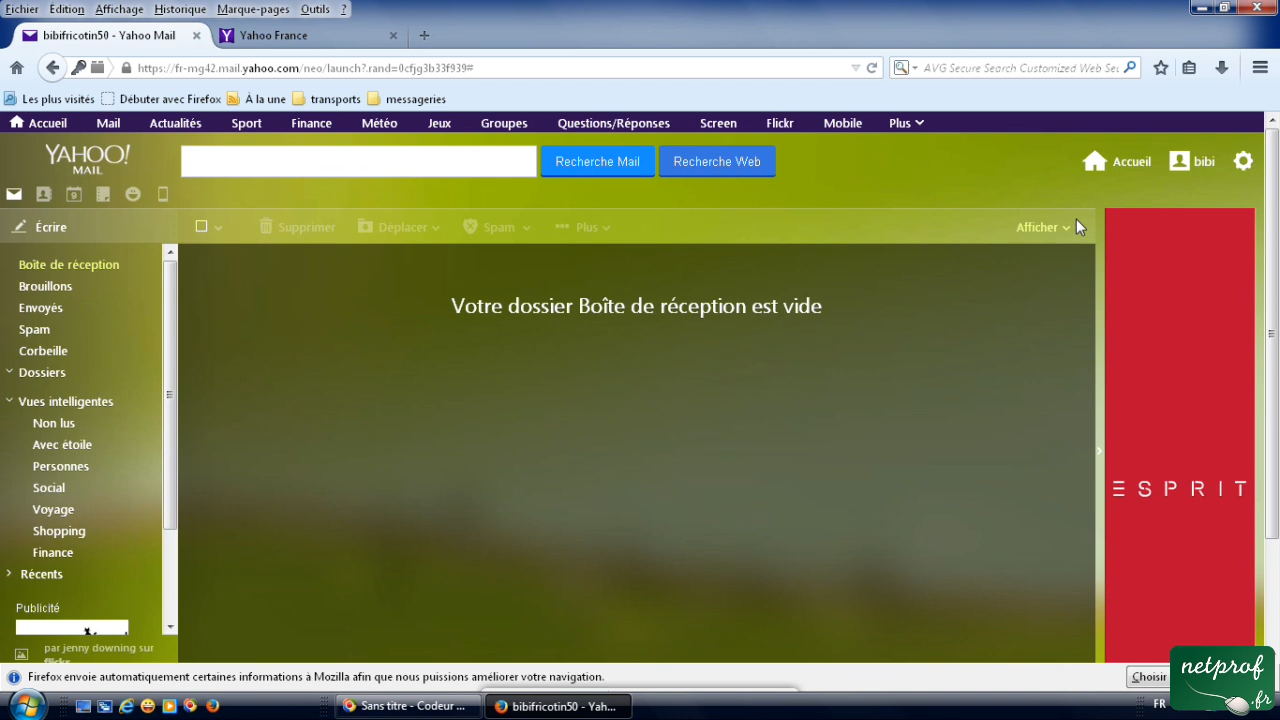 Fichier Édition Affichage Historique Marque-pages Outils ?
bibifricotin50 - Yahoo Mail × Yahoo France × +
https://fr-mg42.mail.yahoo.com/neo/launch?.rand=0cfjg3b33f939# AVG Secure Search Customized Web Sea
Les plus visités Débuter avec Firefox À la une transports messageries
Accueil Mail Actualités Sport Finance Météo Jeux Groupes Questions/Réponses Screen Flickr Mobile Plus
YAHOO! Recherche Mail Recherche Web Accueil bibi
MAIL
9
Écrire Supprimer Déplacer Spam Plus Afficher
Boîte de réception
Brouillons
Envoyés
Spam
Corbeille
Dossiers
Vues intelligentes
Non lus
Avec étoile
Personnes
Social
Voyage
Shopping
Finance
Récents
Publicité
par jenny downing sur
flickr
Votre dossier Boîte de réception est vide
ESPRIT
Firefox envoie automatiquement certaines informations à Mozilla afin que nous puissions améliorer votre navigation. Choisir
netprof
.fr
Sans titre - Codeur ... bibifricotin50 - Yah... FR